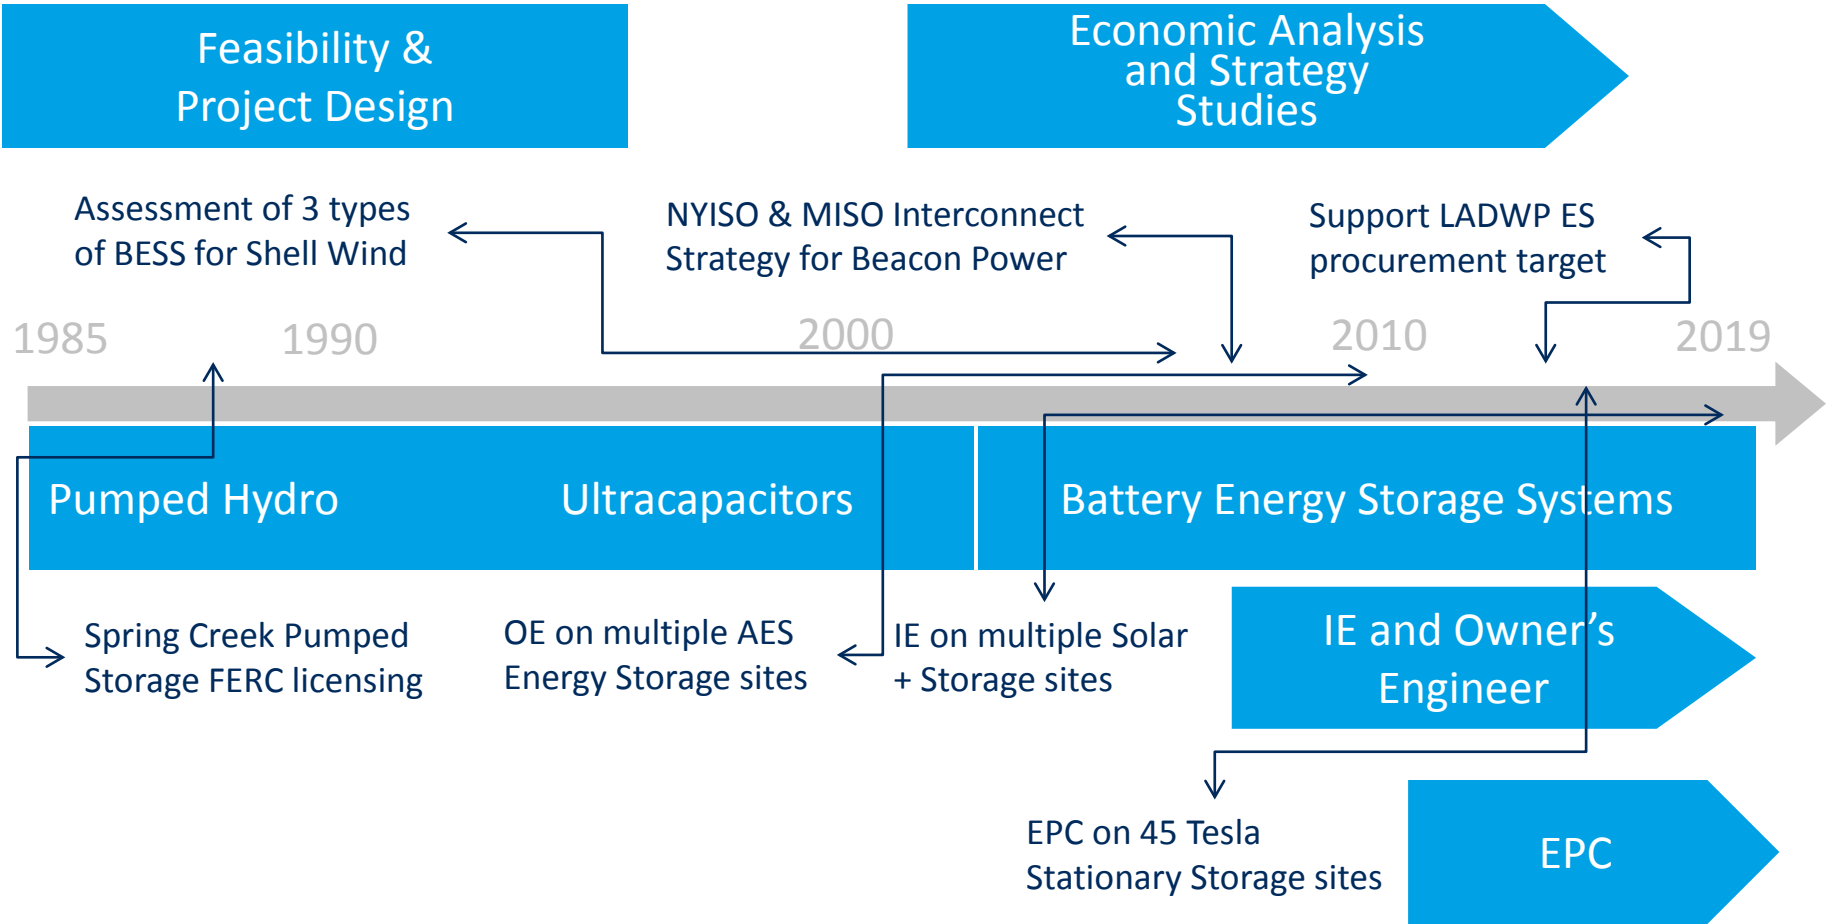 Feasibility &
Project Design
Economic Analysis
and Strategy
Studies
Assessment of 3 types
of BESS for Shell Wind
NYISO & MISO Interconnect
Strategy for Beacon Power
Support LADWP ES
procurement target
1985
1990
2000
2010
2019
Pumped Hydro
Ultracapacitors
Battery Energy Storage Systems
Spring Creek Pumped
Storage FERC licensing
OE on multiple AES
Energy Storage sites
IE on multiple Solar
+ Storage sites
IE and Owner's
Engineer
EPC on 45 Tesla
Stationary Storage sites
EPC